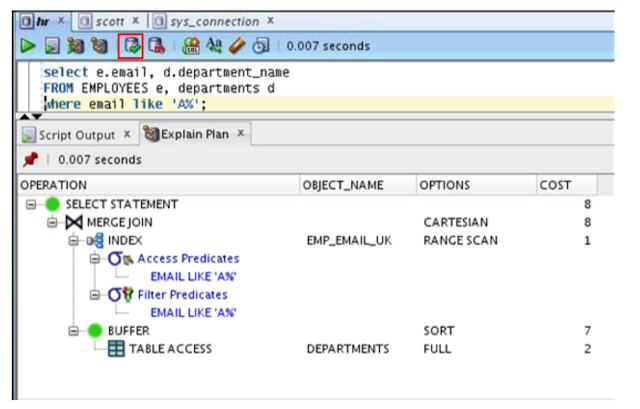 hr x scott x sys_connection x
0.007 seconds
select e.email, d.department_name
FROM EMPLOYEES e, departments d
where email like 'A%';
Script Output x Explain Plan x
0.007 seconds
OPERATION OBJECT_NAME OPTIONS COST
SELECT STATEMENT 8
MERGE JOIN CARTESIAN 8
INDEX EMP_EMAIL_UK RANGE SCAN 1
Access Predicates
EMAIL LIKE 'A%'
Filter Predicates
EMAIL LIKE 'A%'
BUFFER SORT 7
TABLE ACCESS DEPARTMENTS FULL 2